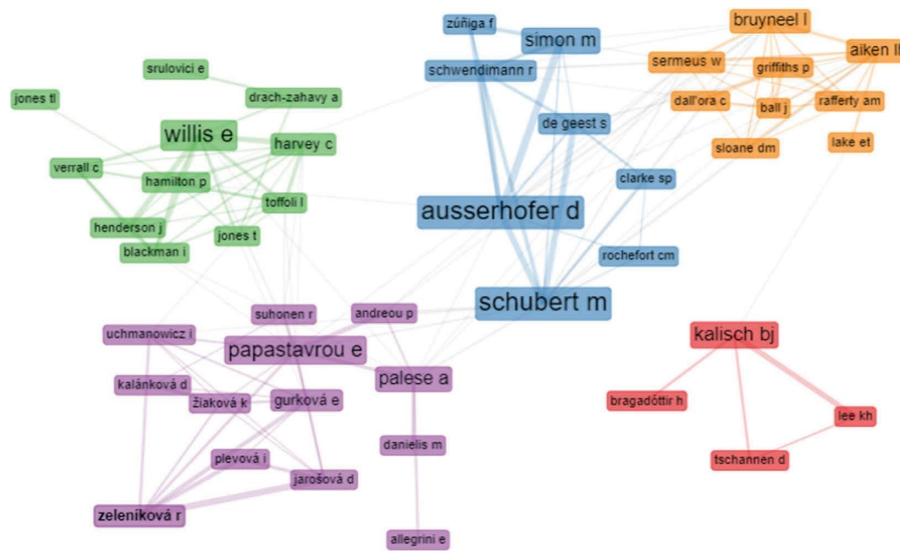 zúñiga f
bruyneel l
simon m
aiken lh
sermeus w
griffiths p
srulovici e
schwendimann r
jones tl
drach-zahavy a
dall'ora c
ball j
rafferty am
willis e
harvey c
de geest s
sloane dm
lake et
verrall c
hamilton p
clarke sp
toffoli l
ausserhofer d
henderson j
jones t
blackman i
rochefort cm
schubert m
suhonen r
andreou p
uchmanowicz i
papastavrou e
kalisch bj
palese a
kalánková d
žiaková k
gurková e
bragadóttir h
lee kh
danielis m
plevová i
tschannen d
jarošová d
zeleníková r
allegrini e